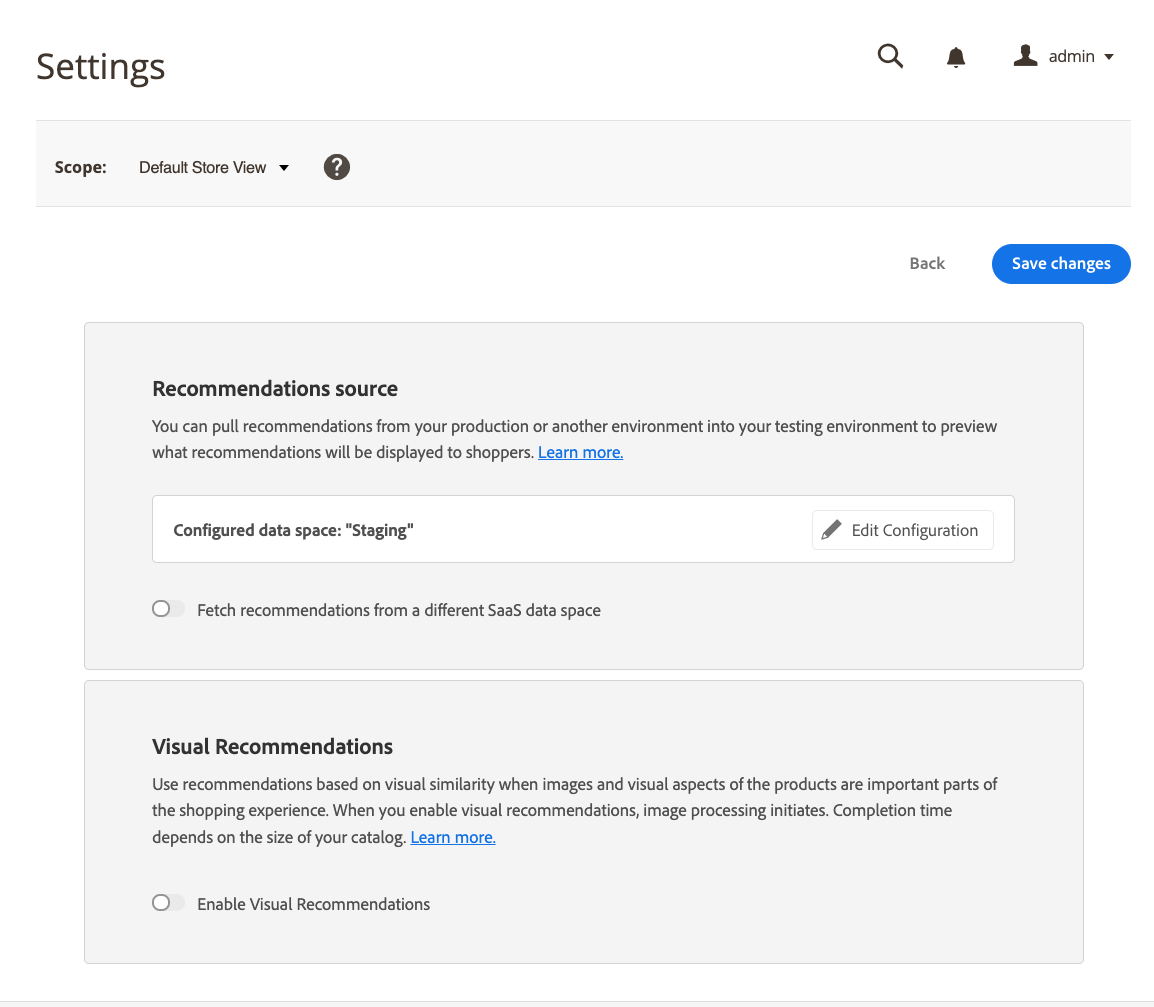 Settings
admin
Scope:
Default Store View
?
Back
Save changes
Recommendations source
You can pull recommendations from your production or another environment into your testing environment to preview
what recommendations will be displayed to shoppers. Learn more.
Configured data space: "Staging"
Edit Configuration
Fetch recommendations from a different SaaS data space
Visual Recommendations
Use recommendations based on visual similarity when images and visual aspects of the products are important parts of
the shopping experience. When you enable visual recommendations, image processing initiates. Completion time
depends on the size of your catalog. Learn more.
Enable Visual Recommendations